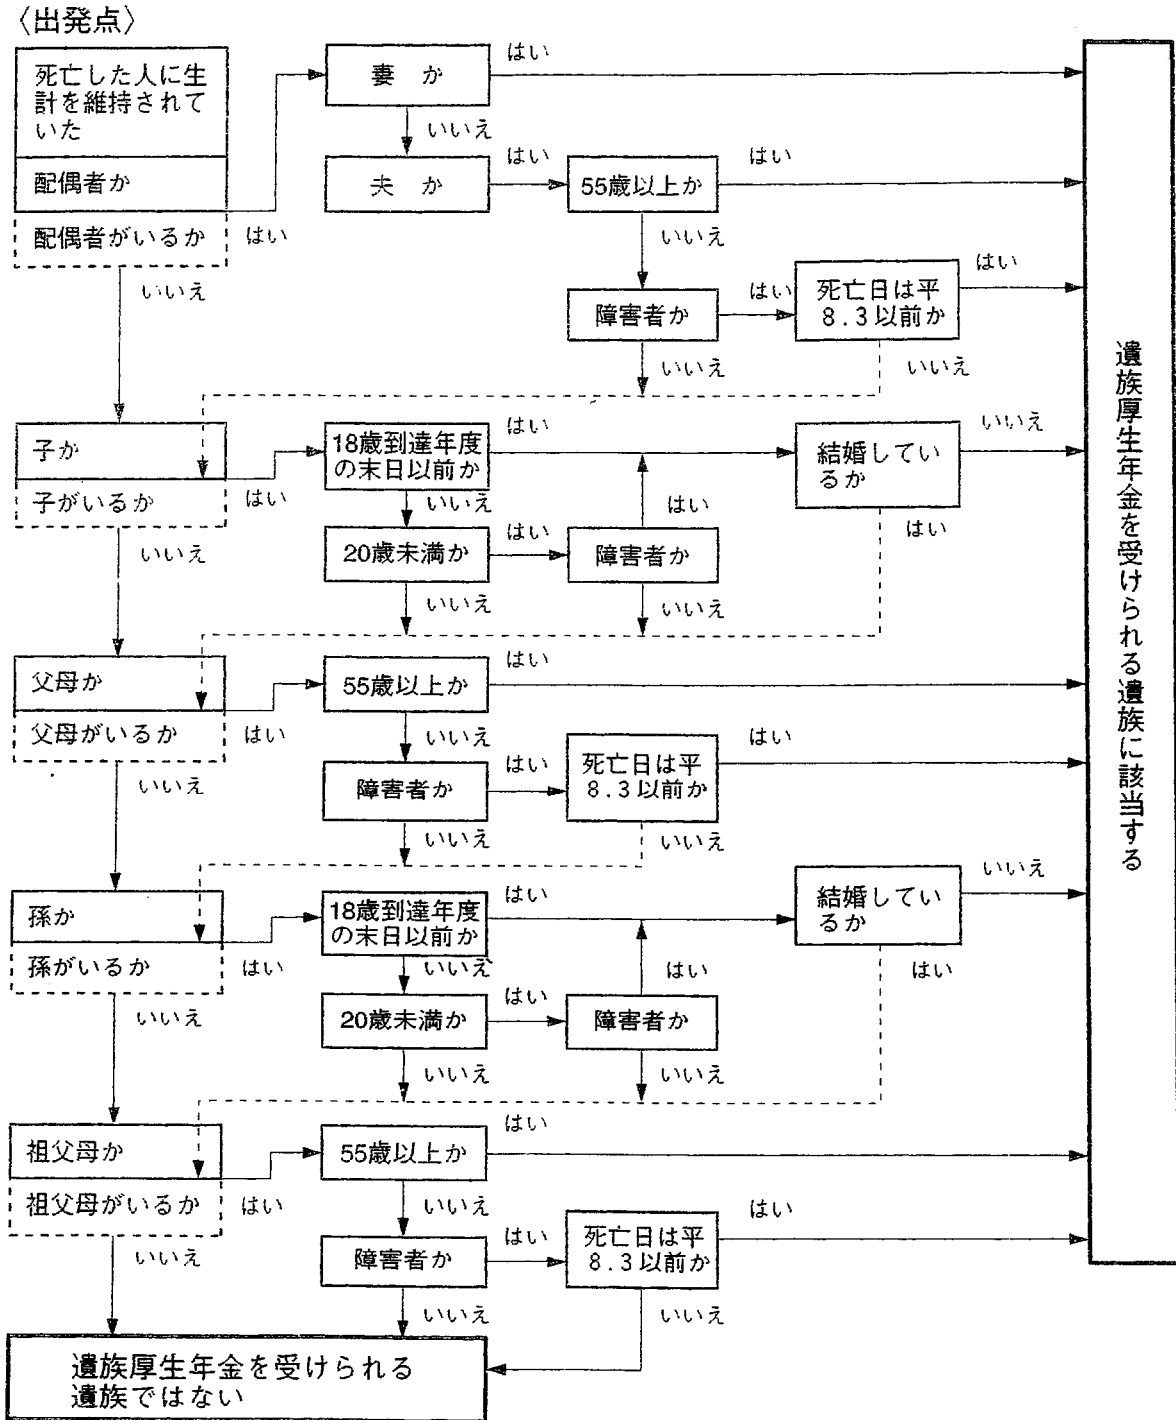 〈出発点〉
死亡した人に生
計を維持されて
いた
配偶者か
配偶者がいるか
はい
いいえ
妻 か
はい
いいえ
夫 か
はい
55歳以上か
はい
いいえ
障害者か
はい
いいえ
死亡日は平
8.3以前か
はい
いいえ
子か
子がいるか
はい
いいえ
18歳到達年度
の末日以前か
はい
いいえ
20歳未満か
はい
いいえ
障害者か
はい
いいえ
結婚してい
るか
いいえ
はい
父母か
父母がいるか
はい
いいえ
55歳以上か
はい
いいえ
障害者か
はい
いいえ
死亡日は平
8.3以前か
はい
いいえ
孫か
孫がいるか
はい
いいえ
18歳到達年度
の末日以前か
はい
いいえ
20歳未満か
はい
いいえ
障害者か
はい
いいえ
結婚してい
るか
いいえ
はい
祖父母か
祖父母がいるか
はい
いいえ
55歳以上か
はい
いいえ
障害者か
はい
いいえ
死亡日は平
8.3以前か
はい
いいえ
遺族厚生年金を受けられる
遺族ではない
遺族厚生年金を受けられる遺族に該当する